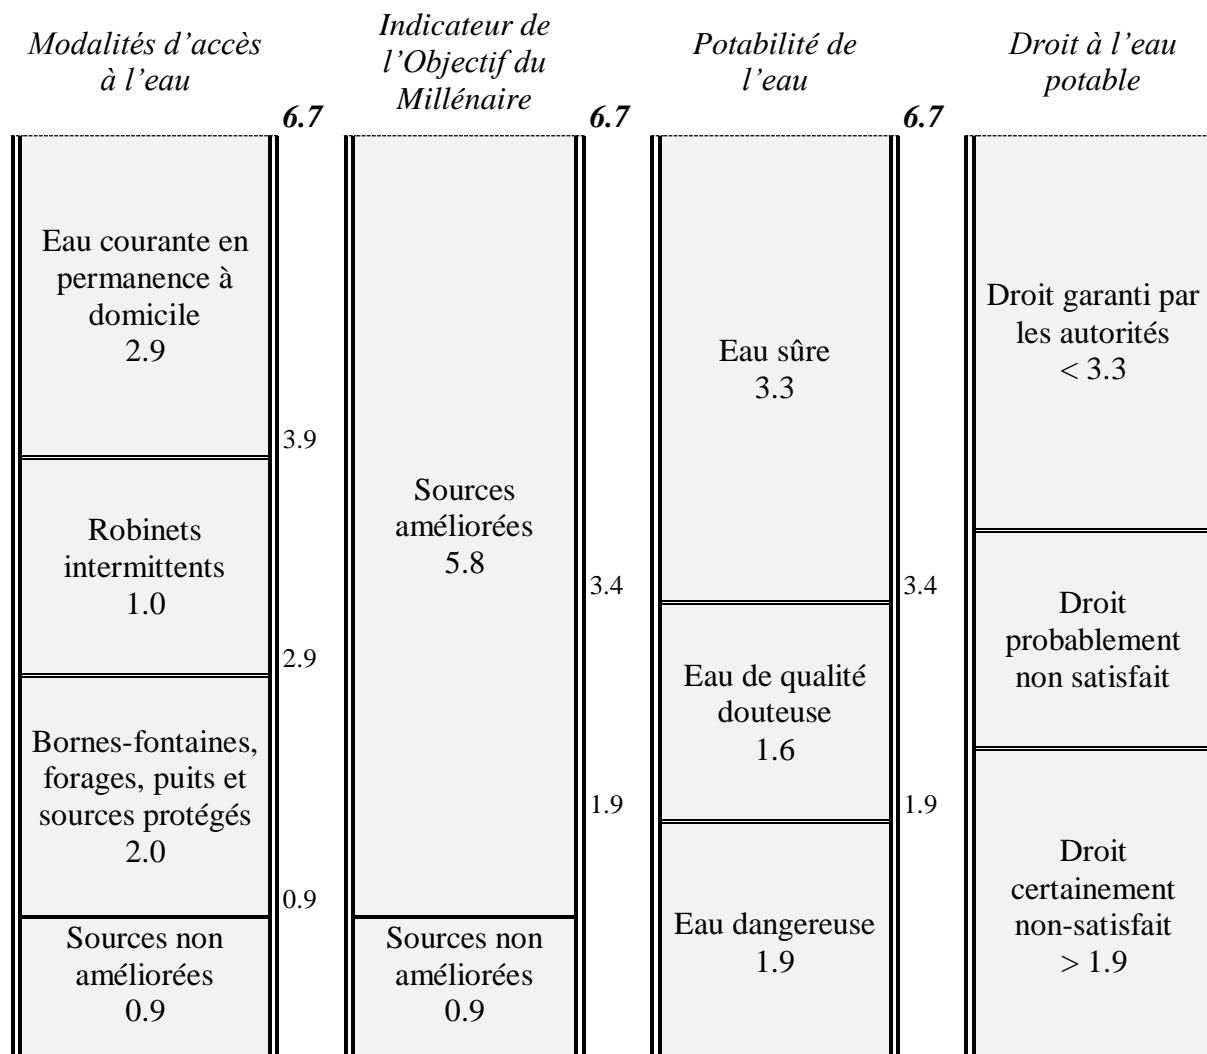 Modalités d’accès
à l’eau
6.7
Eau courante en
permanence à
domicile
2.9
3.9
Robinets
intermittents
1.0
2.9
Bornes-fontaines,
forages, puits et
sources protégés
2.0
0.9
Sources non
améliorées
0.9
Indicateur de
l’Objectif du
Millénaire
6.7
Sources
améliorées
5.8
3.4
1.9
Sources non
améliorées
0.9
Potabilité de
l’eau
6.7
Eau sûre
3.3
3.4
Eau de qualité
douteuse
1.6
1.9
Eau dangereuse
1.9
Droit à l’eau
potable
Droit garanti par
les autorités
< 3.3
Droit
probablement
non satisfait
Droit
certainement
non-satisfait
> 1.9